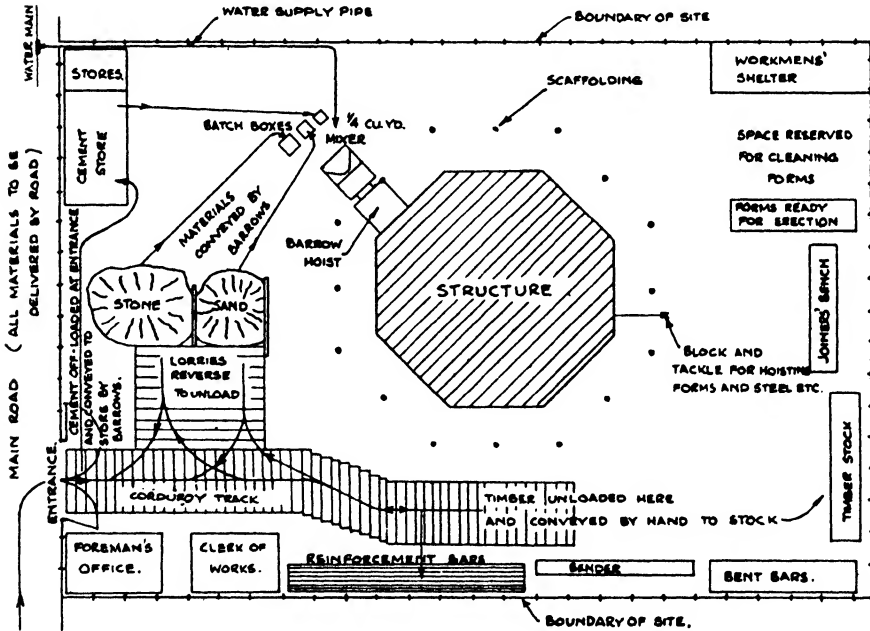 WATER SUPPLY PIPE
BOUNDARY OF SITE
WATER MAIN
STORES.
WORKMENS'
SHELTER
SCAFFOLDING
BATCH BOXES
1/4 CU.YD.
MIXER
CEMENT
STORE
SPACE RESERVED
FOR CLEANING
FORMS
MATERIALS
CONVEYED BY
BARROWS
FORMS READY
FOR ERECTION
BARROW
HOIST
MAIN ROAD (ALL MATERIALS TO BE
DELIVERED BY ROAD)
STONE
SAND
STRUCTURE
JOINERS' BENCH
BLOCK AND
TACKLE FOR HOISTING
FORMS AND STEEL ETC.
LORRIES
REVERSE
TO UNLOAD
CEMENT OFF-LOADED AT ENTRANCE
AND CONVEYED TO
STORE BY
BARROWS.
TIMBER STOCK
ENTRANCE
CORDUROY TRACK
TIMBER UNLOADED HERE
AND CONVEYED BY HAND TO STOCK
FOREMAN'S
OFFICE.
CLERK OF
WORKS.
REINFORCEMENT BARS
BENDER
BENT BARS.
BOUNDARY OF SITE.